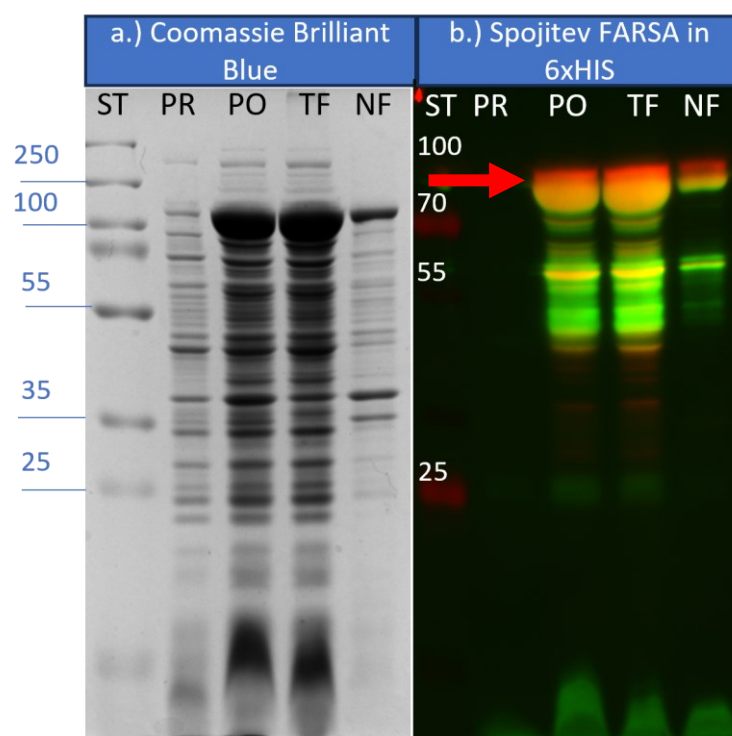 a.) Coomassie Brilliant
Blue
b.) Spojitev FARSA in
6xHIS
ST PR PO TF NF
ST PR PO TF NF
250
100
55
35
25
100
70
55
25